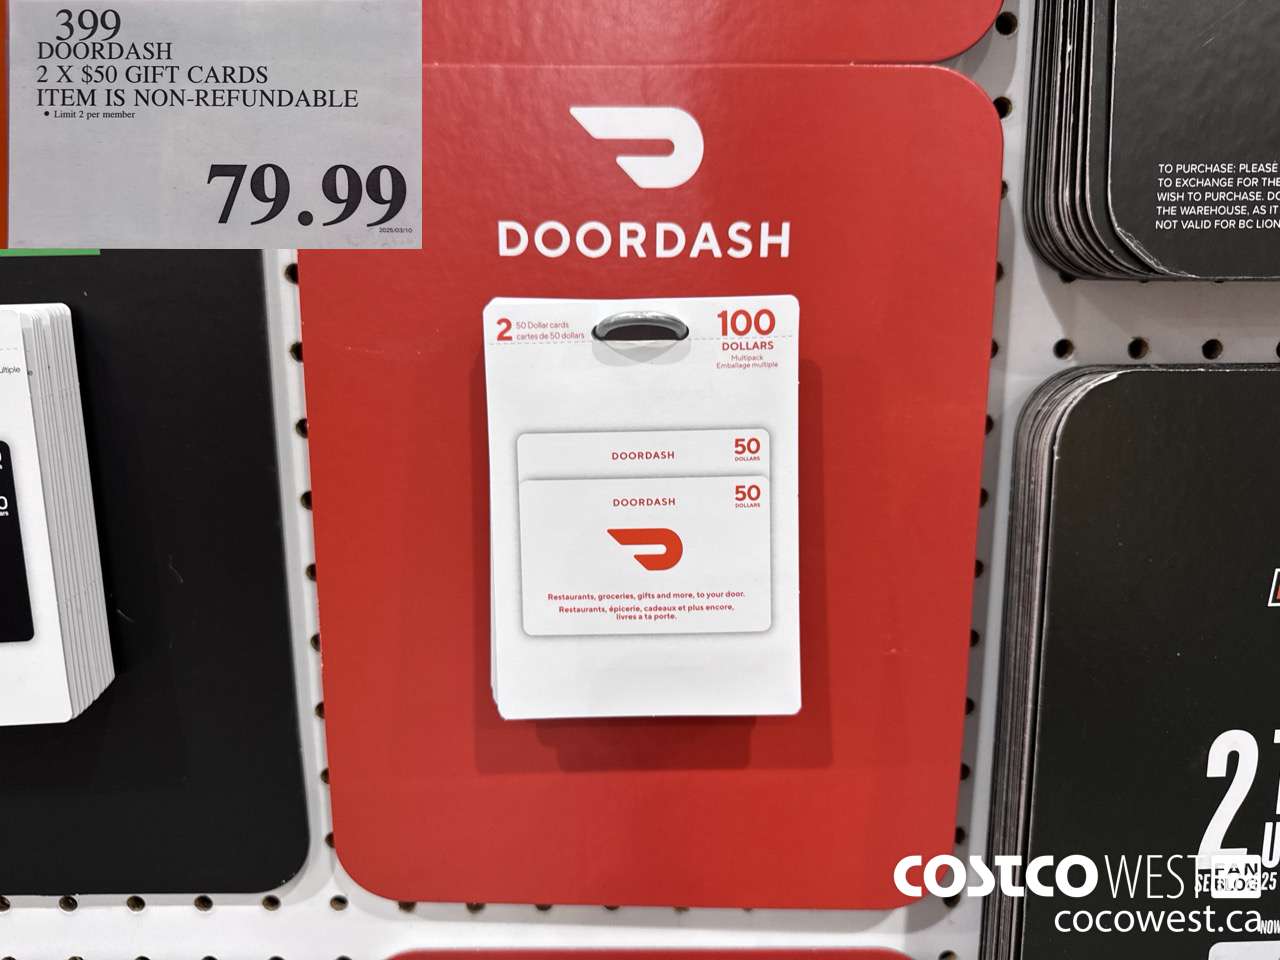 399
DOORDASH
2 X $50 GIFT CARDS
ITEM IS NON-REFUNDABLE
• Limit 2 per member
79.99
2025/03/10
DOORDASH
2 50 Dollar cards
cartes de 50 dollars
100
DOLLARS
Multipack
Emballage multiple
DOORDASH
50
DOLLARS
DOORDASH
50
DOLLARS
Restaurants, groceries, gifts and more, to your door.
Restaurants, épicerie, cadeaux et plus encore,
livres a ta porte.
TO PURCHASE: PLEASE
TO EXCHANGE FOR THE
WISH TO PURCHASE.
THE WAREHOUSE, AS IT
NOT VALID FOR BC LION
2
COSTCO WEST
FAN
BLOG
cocowest.ca